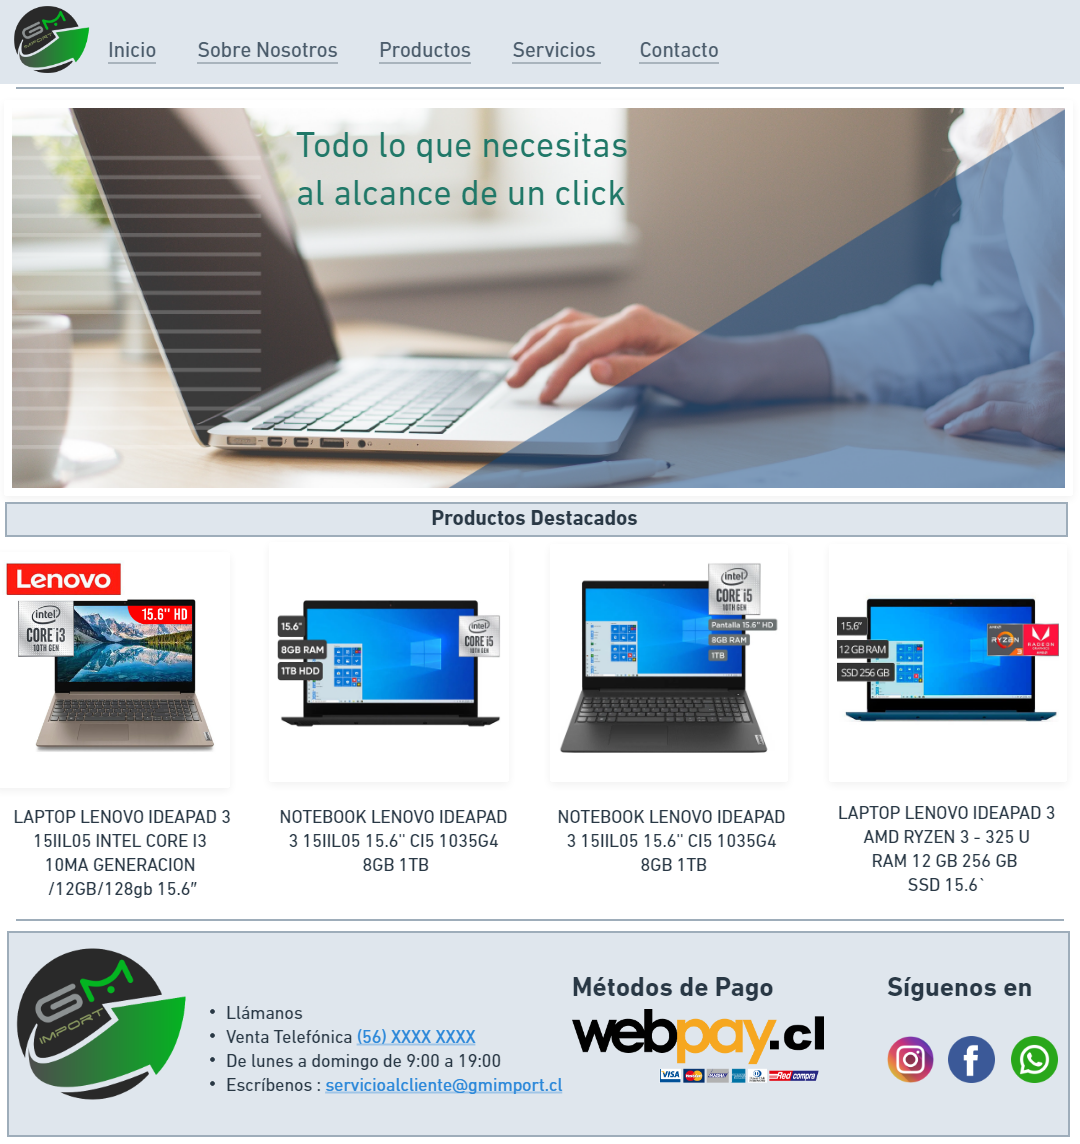 GM
IMPORT
Inicio
Sobre Nosotros
Productos
Servicios
Contacto
Todo lo que necesitas
al alcance de un click
Productos Destacados
Lenovo
15.6'' HD
intel
CORE i3
10TH GEN
15.6"
8GB RAM
1TB HDD
intel
CORE i5
10TH GEN
intel
CORE i5
10TH GEN
Pantalla 15.6" HD
8GB RAM
1TB
15.6"
12 GB RAM
SSD 256 GB
AMD
RYZEN
3
RADEON
GRAPHICS
LAPTOP LENOVO IDEAPAD 3
15IIL05 INTEL CORE I3
10MA GENERACION
/12GB/128gb 15.6″
NOTEBOOK LENOVO IDEAPAD
3 15IIL05 15.6'' CI5 1035G4
8GB 1TB
NOTEBOOK LENOVO IDEAPAD
3 15IIL05 15.6'' CI5 1035G4
8GB 1TB
LAPTOP LENOVO IDEAPAD 3
AMD RYZEN 3 - 325 U
RAM 12 GB 256 GB
SSD 15.6`
GM
IMPORT
• Llámanos
• Venta Telefónica (56) XXXX XXXX
• De lunes a domingo de 9:00 a 19:00
• Escríbenos : servicioalcliente@gmimport.cl
Métodos de Pago
webpay.cl
VISA
MasterCard
Redcompra
Síguenos en